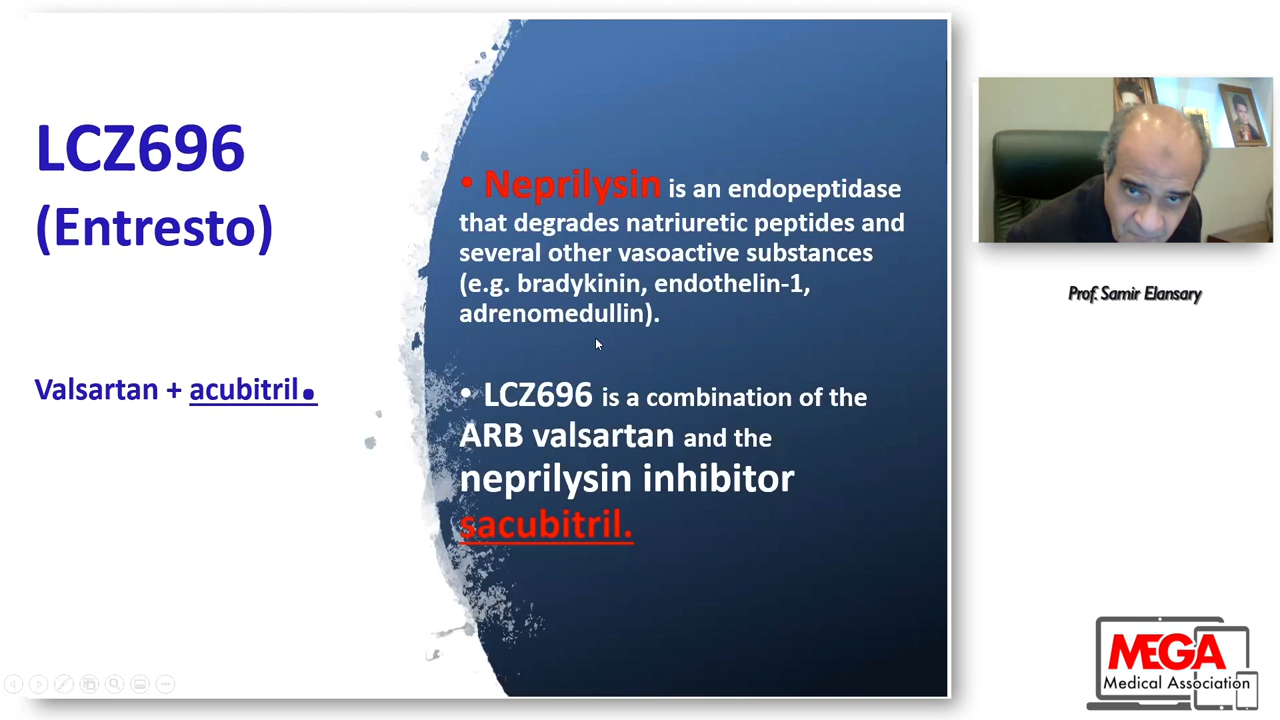 LCZ696
(Entresto)
Valsartan + acubitril.
• Neprilysin is an endopeptidase
that degrades natriuretic peptides and
several other vasoactive substances
(e.g. bradykinin, endothelin-1,
adrenomedullin).
• LCZ696 is a combination of the
ARB valsartan and the
neprilysin inhibitor
sacubitril.
Prof. Samir Elansary
MEGA
Medical Association